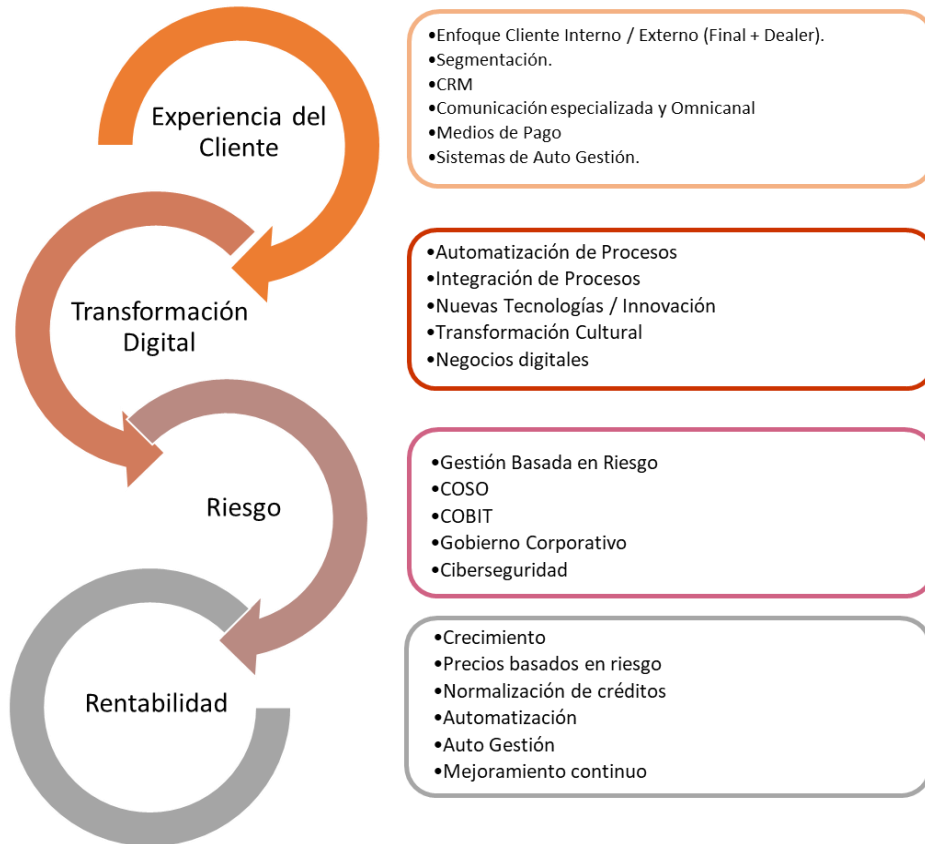 Experiencia del
Cliente
•Enfoque Cliente Interno / Externo (Final + Dealer).
•Segmentación.
•CRM
•Comunicación especializada y Omnicanal
•Medios de Pago
•Sistemas de Auto Gestión.
Transformación
Digital
•Automatización de Procesos
•Integración de Procesos
•Nuevas Tecnologías / Innovación
•Transformación Cultural
•Negocios digitales
Riesgo
•Gestión Basada en Riesgo
•COSO
•COBIT
•Gobierno Corporativo
•Ciberseguridad
Rentabilidad
•Crecimiento
•Precios basados en riesgo
•Normalización de créditos
•Automatización
•Auto Gestión
•Mejoramiento continuo